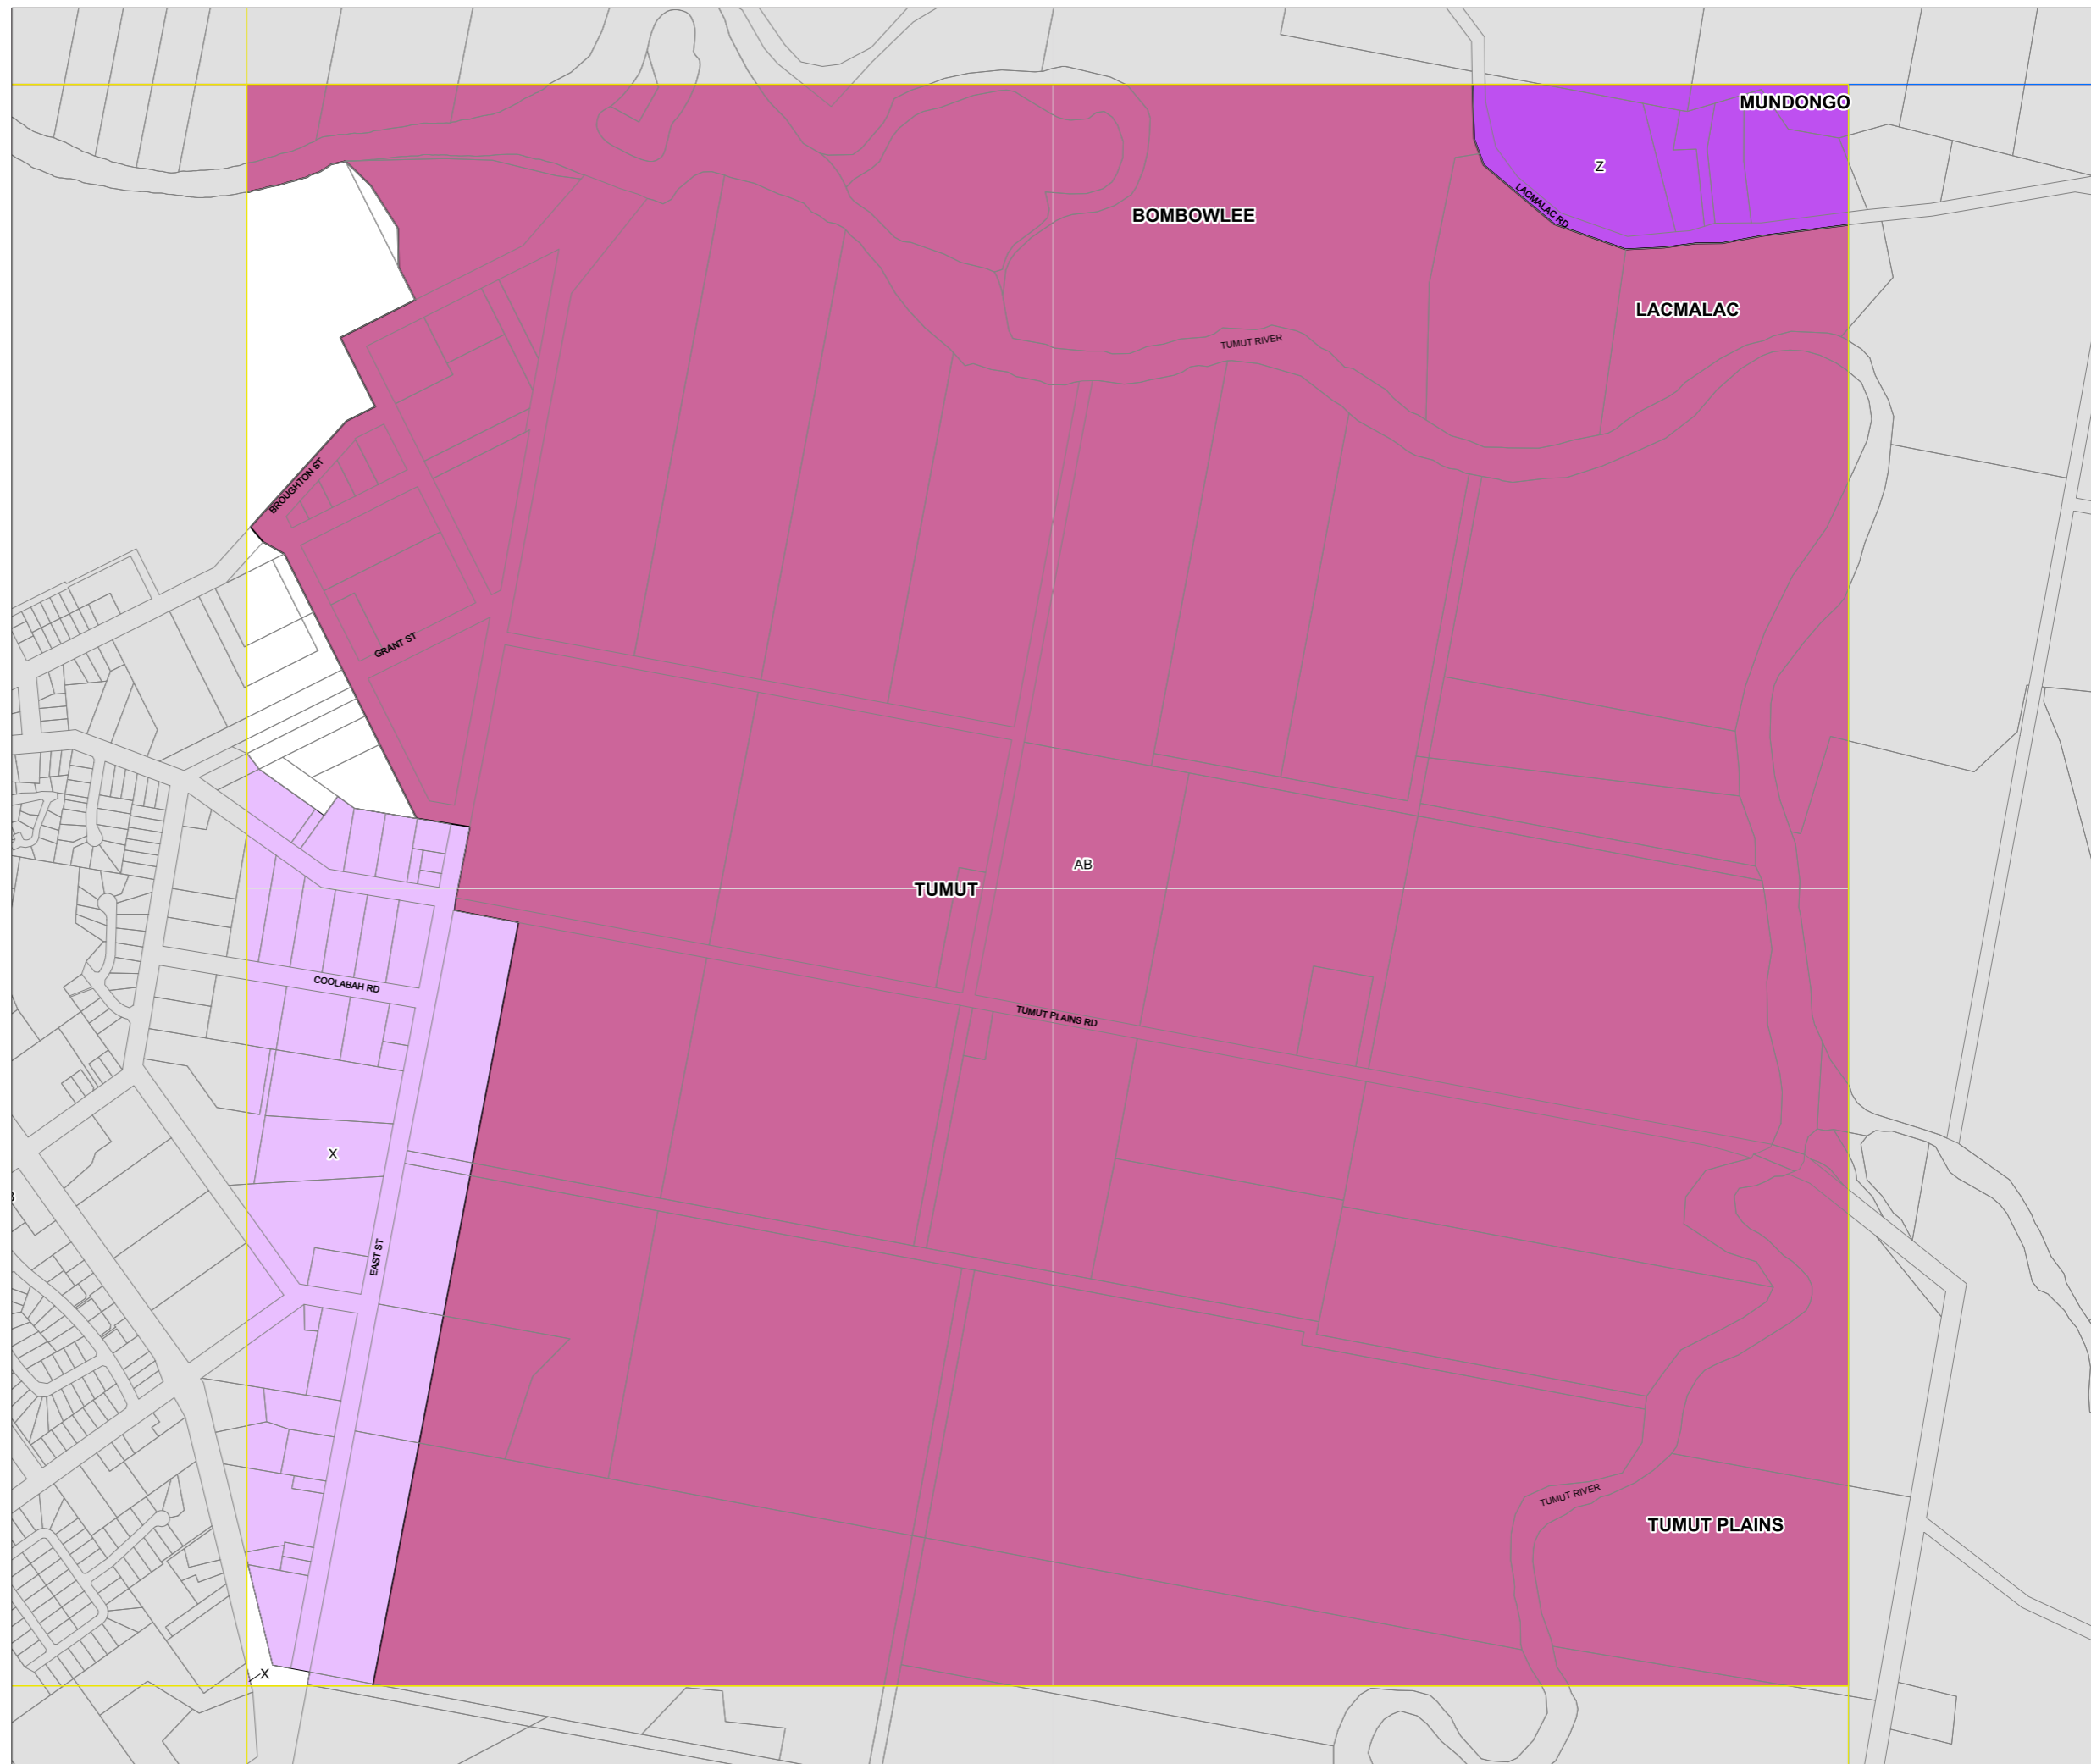 MUNDONGO
Z
LACMALAC RD
BOMBOWLEE
LACMALAC
TUMUT RIVER
BROUGHTON ST
GRANT ST
AB
TUMUT
COOLABAH RD
TUMUT PLAINS RD
X
EAST ST
TUMUT RIVER
TUMUT PLAINS
X